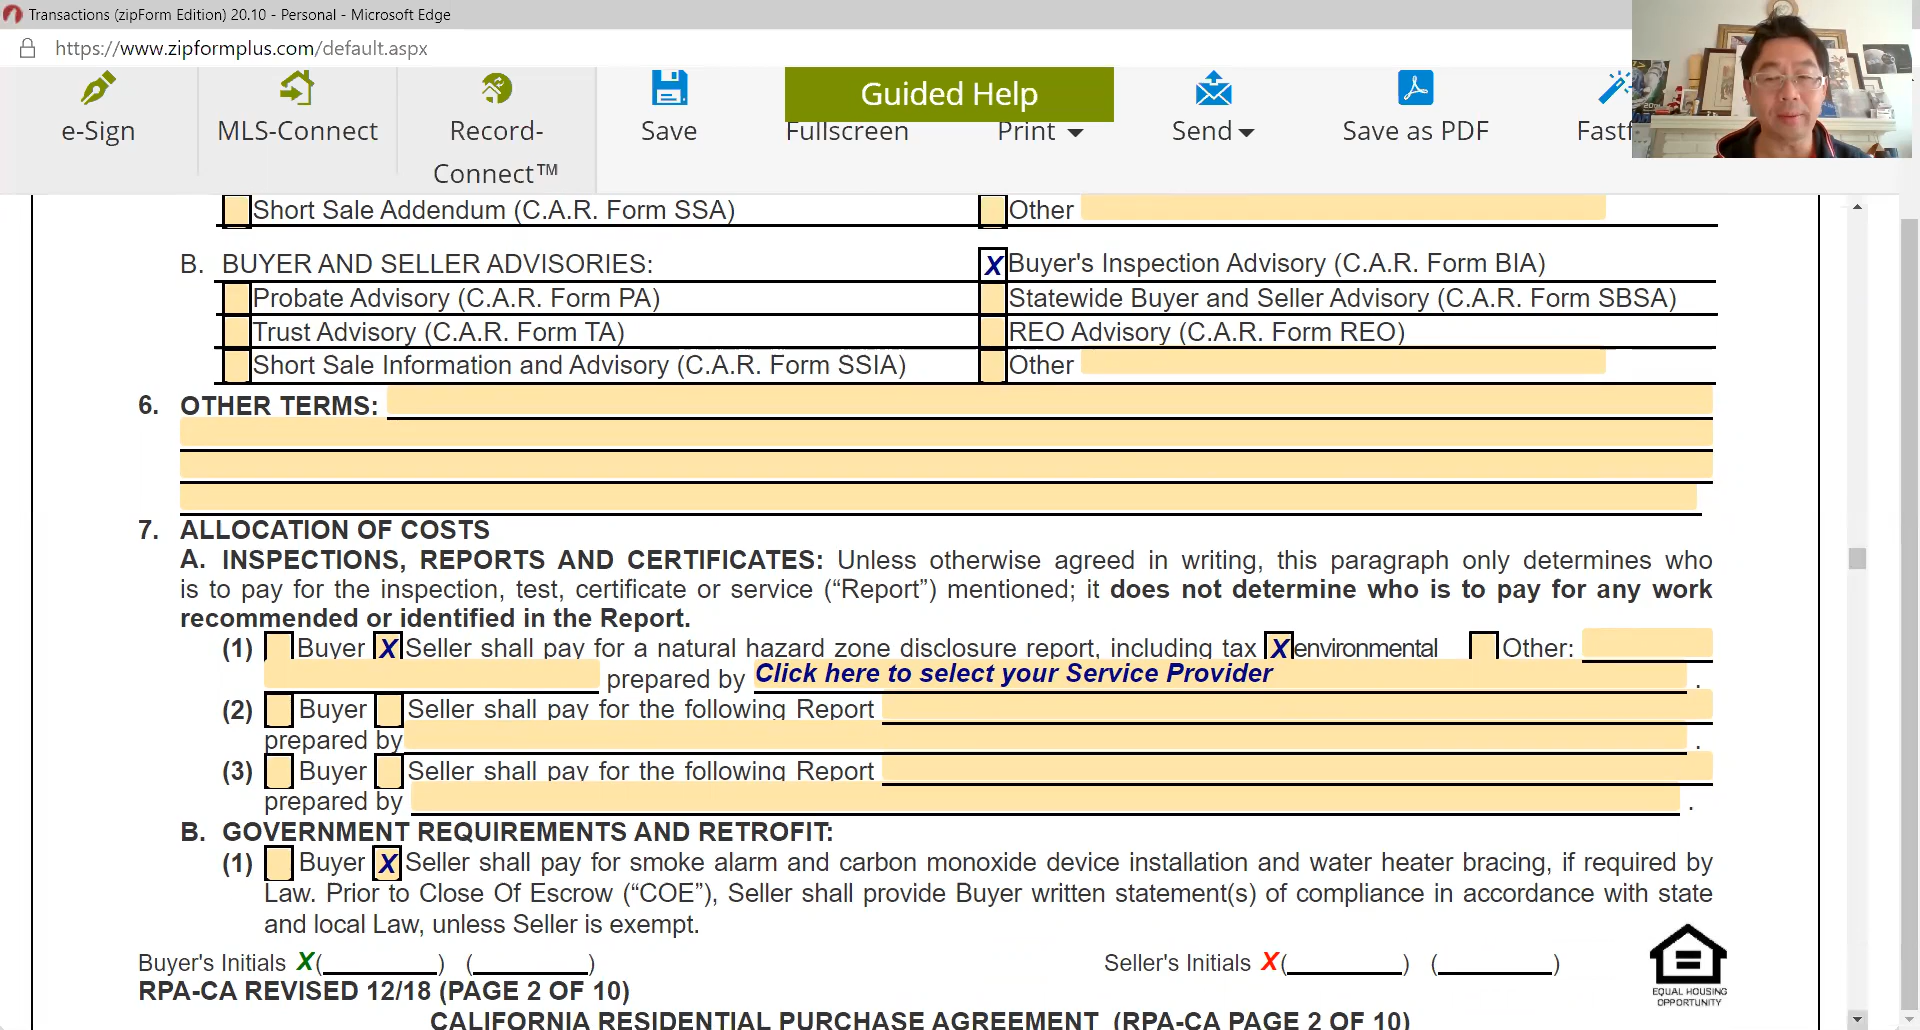 Transactions (zipForm Edition) 20.10 - Personal - Microsoft Edge
https://www.zipformplus.com/default.aspx
e-Sign
MLS-Connect
Record-
Connect™
Save
Guided Help
Fullscreen
Print
Send
Save as PDF
Fastf
Short Sale Addendum (C.A.R. Form SSA) Other
B. BUYER AND SELLER ADVISORIES: X Buyer's Inspection Advisory (C.A.R. Form BIA)
Probate Advisory (C.A.R. Form PA) Statewide Buyer and Seller Advisory (C.A.R. Form SBSA)
Trust Advisory (C.A.R. Form TA) REO Advisory (C.A.R. Form REO)
Short Sale Information and Advisory (C.A.R. Form SSIA) Other
6. OTHER TERMS:
7. ALLOCATION OF COSTS
A. INSPECTIONS, REPORTS AND CERTIFICATES: Unless otherwise agreed in writing, this paragraph only determines who
is to pay for the inspection, test, certificate or service (“Report”) mentioned; it does not determine who is to pay for any work
recommended or identified in the Report.
(1) Buyer X Seller shall pay for a natural hazard zone disclosure report, including tax X environmental Other:
prepared by Click here to select your Service Provider .
(2) Buyer Seller shall pay for the following Report
prepared by .
(3) Buyer Seller shall pay for the following Report
prepared by .
B. GOVERNMENT REQUIREMENTS AND RETROFIT:
(1) Buyer X Seller shall pay for smoke alarm and carbon monoxide device installation and water heater bracing, if required by
Law. Prior to Close Of Escrow (“COE”), Seller shall provide Buyer written statement(s) of compliance in accordance with state
and local Law, unless Seller is exempt.
Buyer's Initials X ( ) ( ) Seller's Initials X ( ) ( )
RPA-CA REVISED 12/18 (PAGE 2 OF 10)
EQUAL HOUSING
OPPORTUNITY
CALIFORNIA RESIDENTIAL PURCHASE AGREEMENT (RPA-CA PAGE 2 OF 10)